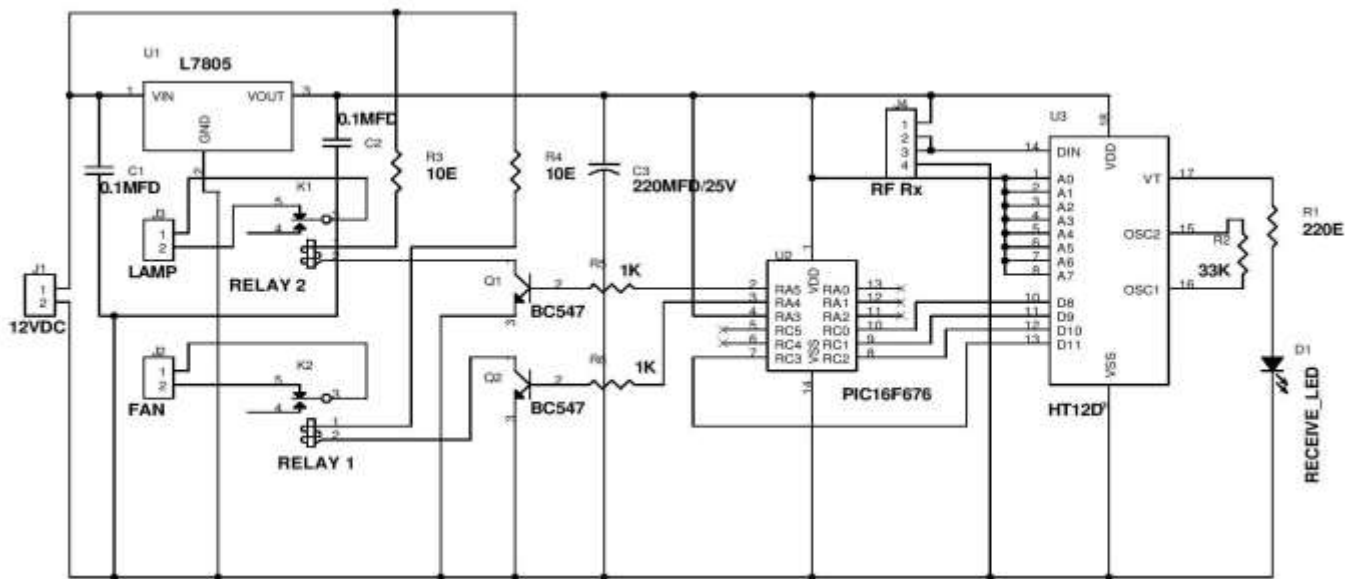 U1
L7805
1
VIN
VOUT
3
GND
2
0.1MFD
C2
C1
0.1MFD
R3
10E
R4
10E
C3
220MFD/25V
J4
1
2
3
4
RF Rx
U3
18
VDD
14
DIN
1
A0
2
A1
3
A2
4
A3
5
A4
6
A5
7
A6
8
A7
10
D8
11
D9
12
D10
13
D11
VT
17
OSC2
15
OSC1
16
VSS
9
HT12D
R1
220E
R2
33K
D1
RECEIVE_LED
J3
1
2
LAMP
K1
5
4
RELAY 2
J1
1
2
12VDC
J2
1
2
FAN
K2
5
3
4
1
2
RELAY 1
Q1
2
BC547
3
R5
1K
Q2
2
BC547
3
R6
1K
U2
1
VDD
2
RA5
3
RA4
4
RA3
5
RC5
6
RC4
7
RC3
RA0
13
RA1
12
RA2
11
RC0
10
RC1
9
RC2
8
VSS
14
PIC16F676